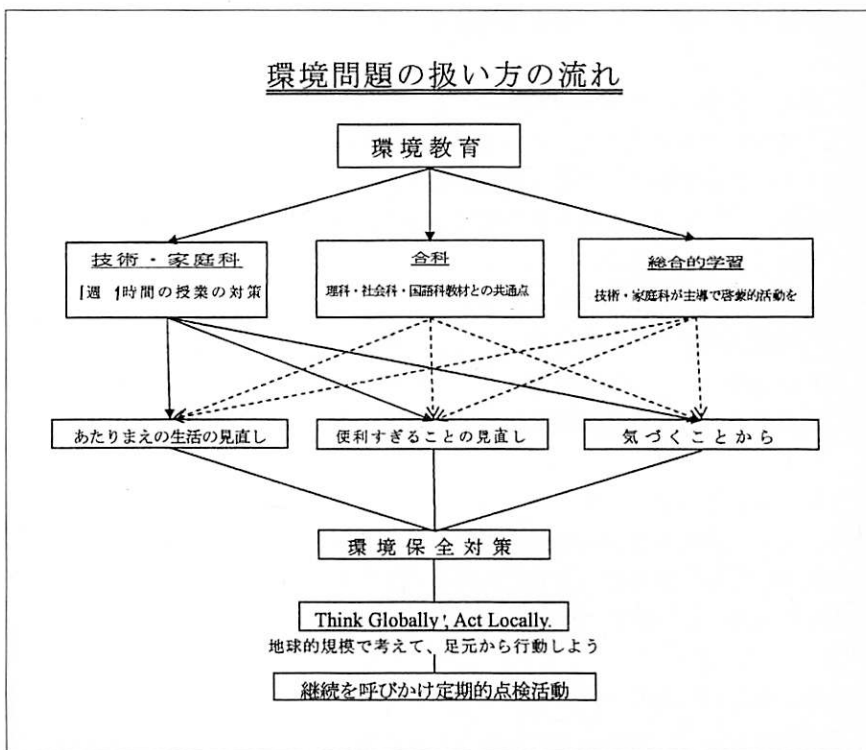 環境問題の扱い方の流れ
環境教育
技術・家庭科
1週 1時間の授業の対策
合科
理科・社会科・国語科教材との共通点
総合的学習
技術・家庭科が主導で啓蒙的活動を
あたりまえの生活の見直し
便利すぎることの見直し
気づくことから
環境保全対策
Think Globally', Act Locally.
地球的規模で考えて、足元から行動しよう
継続を呼びかけ定期的点検活動